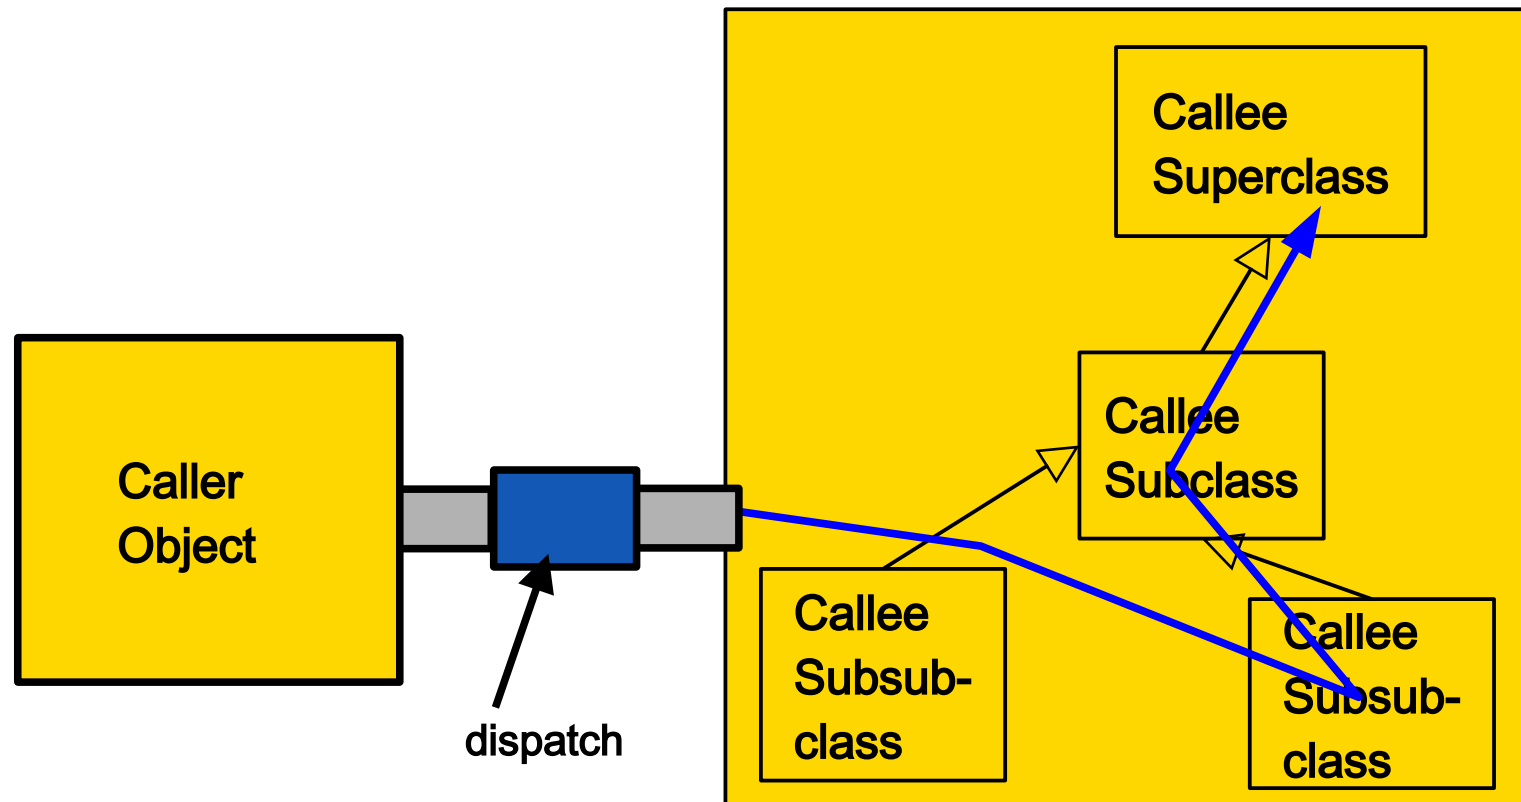 Callee
Superclass
Callee
Subclass
Caller
Object
Callee
Subsub-
class
Callee
Subsub-
class
dispatch